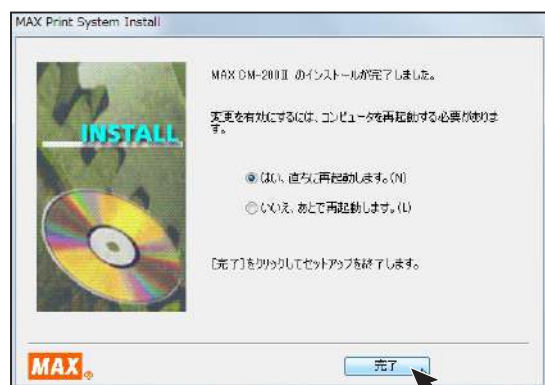 MAX Print System Install
INSTALL
MAX CM-200Ⅱ のインストールが完了しました。
変更を有効にするには、コンピュータを再起動する必要がありま
す。
はい、直ちに再起動します。(N)
いいえ、あとで再起動します。(L)
[完了]をクリックしてセットアップを終了します。
MAX®
完了